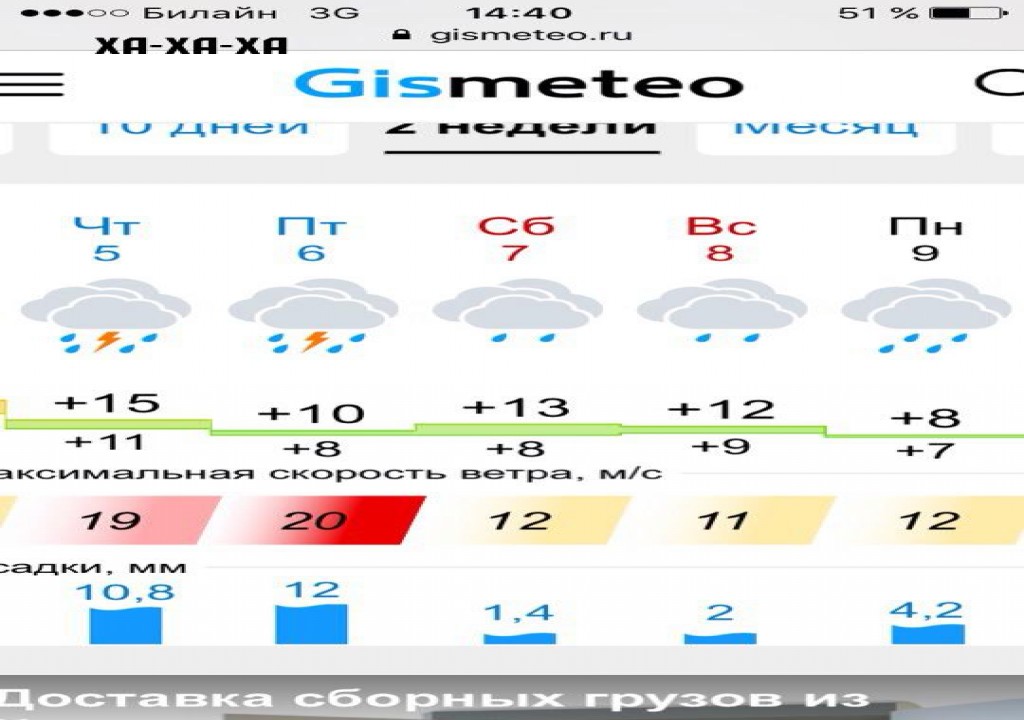 Билайн 3G 14:40 51 %
gismeteo.ru
ХА-ХА-ХА
Gismeteo
10 дней 2 недели Месяц
Чт Пт Сб Вс Пн
5 6 7 8 9
+15 +10 +13 +12 +8
+11 +8 +8 +9 +7
аксимальная скорость ветра, м/с
19 20 12 11 12
садки, мм
10,8 12 1,4 2 4,2
Доставка сборных грузов из